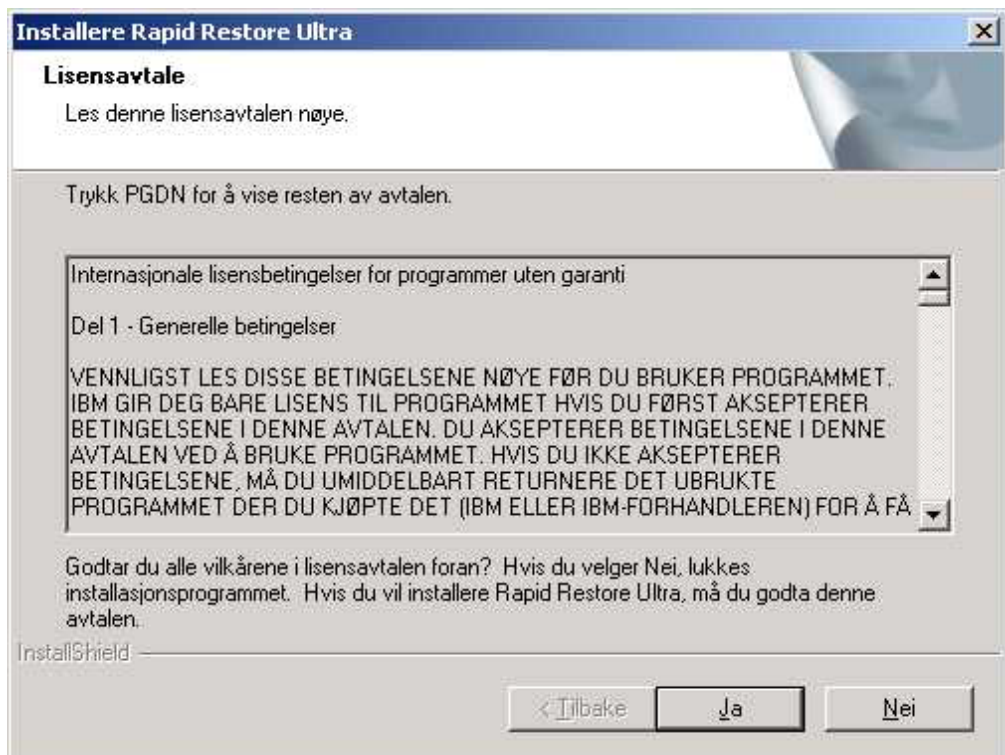 Installere Rapid Restore Ultra
Lisensavtale
Les denne lisensavtalen nøye.
Trykk PGDN for å vise resten av avtalen.
Internasjonale lisensbetingelser for programmer uten garanti
Del 1 - Generelle betingelser
VENNLIGST LES DISSE BETINGELSENE NØYE FØR DU BRUKER PROGRAMMET.
IBM GIR DEG BARE LISENS TIL PROGRAMMET HVIS DU FØRST AKSEPTERER
BETINGELSENE I DENNE AVTALEN. DU AKSEPTERER BETINGELSENE I DENNE
AVTALEN VED Å BRUKE PROGRAMMET. HVIS DU IKKE AKSEPTERER
BETINGELSENE, MÅ DU UMIDDELBART RETURNERE DET UBRUKTE
PROGRAMMET DER DU KJØPTE DET (IBM ELLER IBM-FORHANDLEREN) FOR Å FÅ
Godtar du alle vilkårene i lisensavtalen foran? Hvis du velger Nei, lukkes
installasjonsprogrammet. Hvis du vil installere Rapid Restore Ultra, må du godta denne
avtalen.
InstallShield
< Tilbake
Ja
Nei